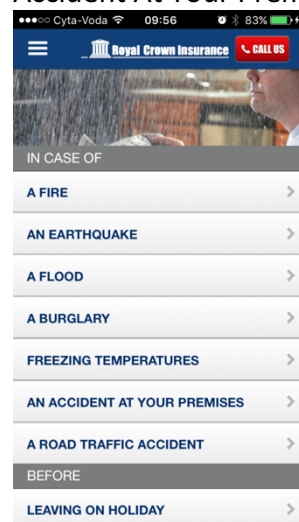 Accident At Your Prem
Cyta-Voda 09:56 83%
Royal Crown Insurance CALL US
IN CASE OF
A FIRE
AN EARTHQUAKE
A FLOOD
A BURGLARY
FREEZING TEMPERATURES
AN ACCIDENT AT YOUR PREMISES
A ROAD TRAFFIC ACCIDENT
BEFORE
LEAVING ON HOLIDAY